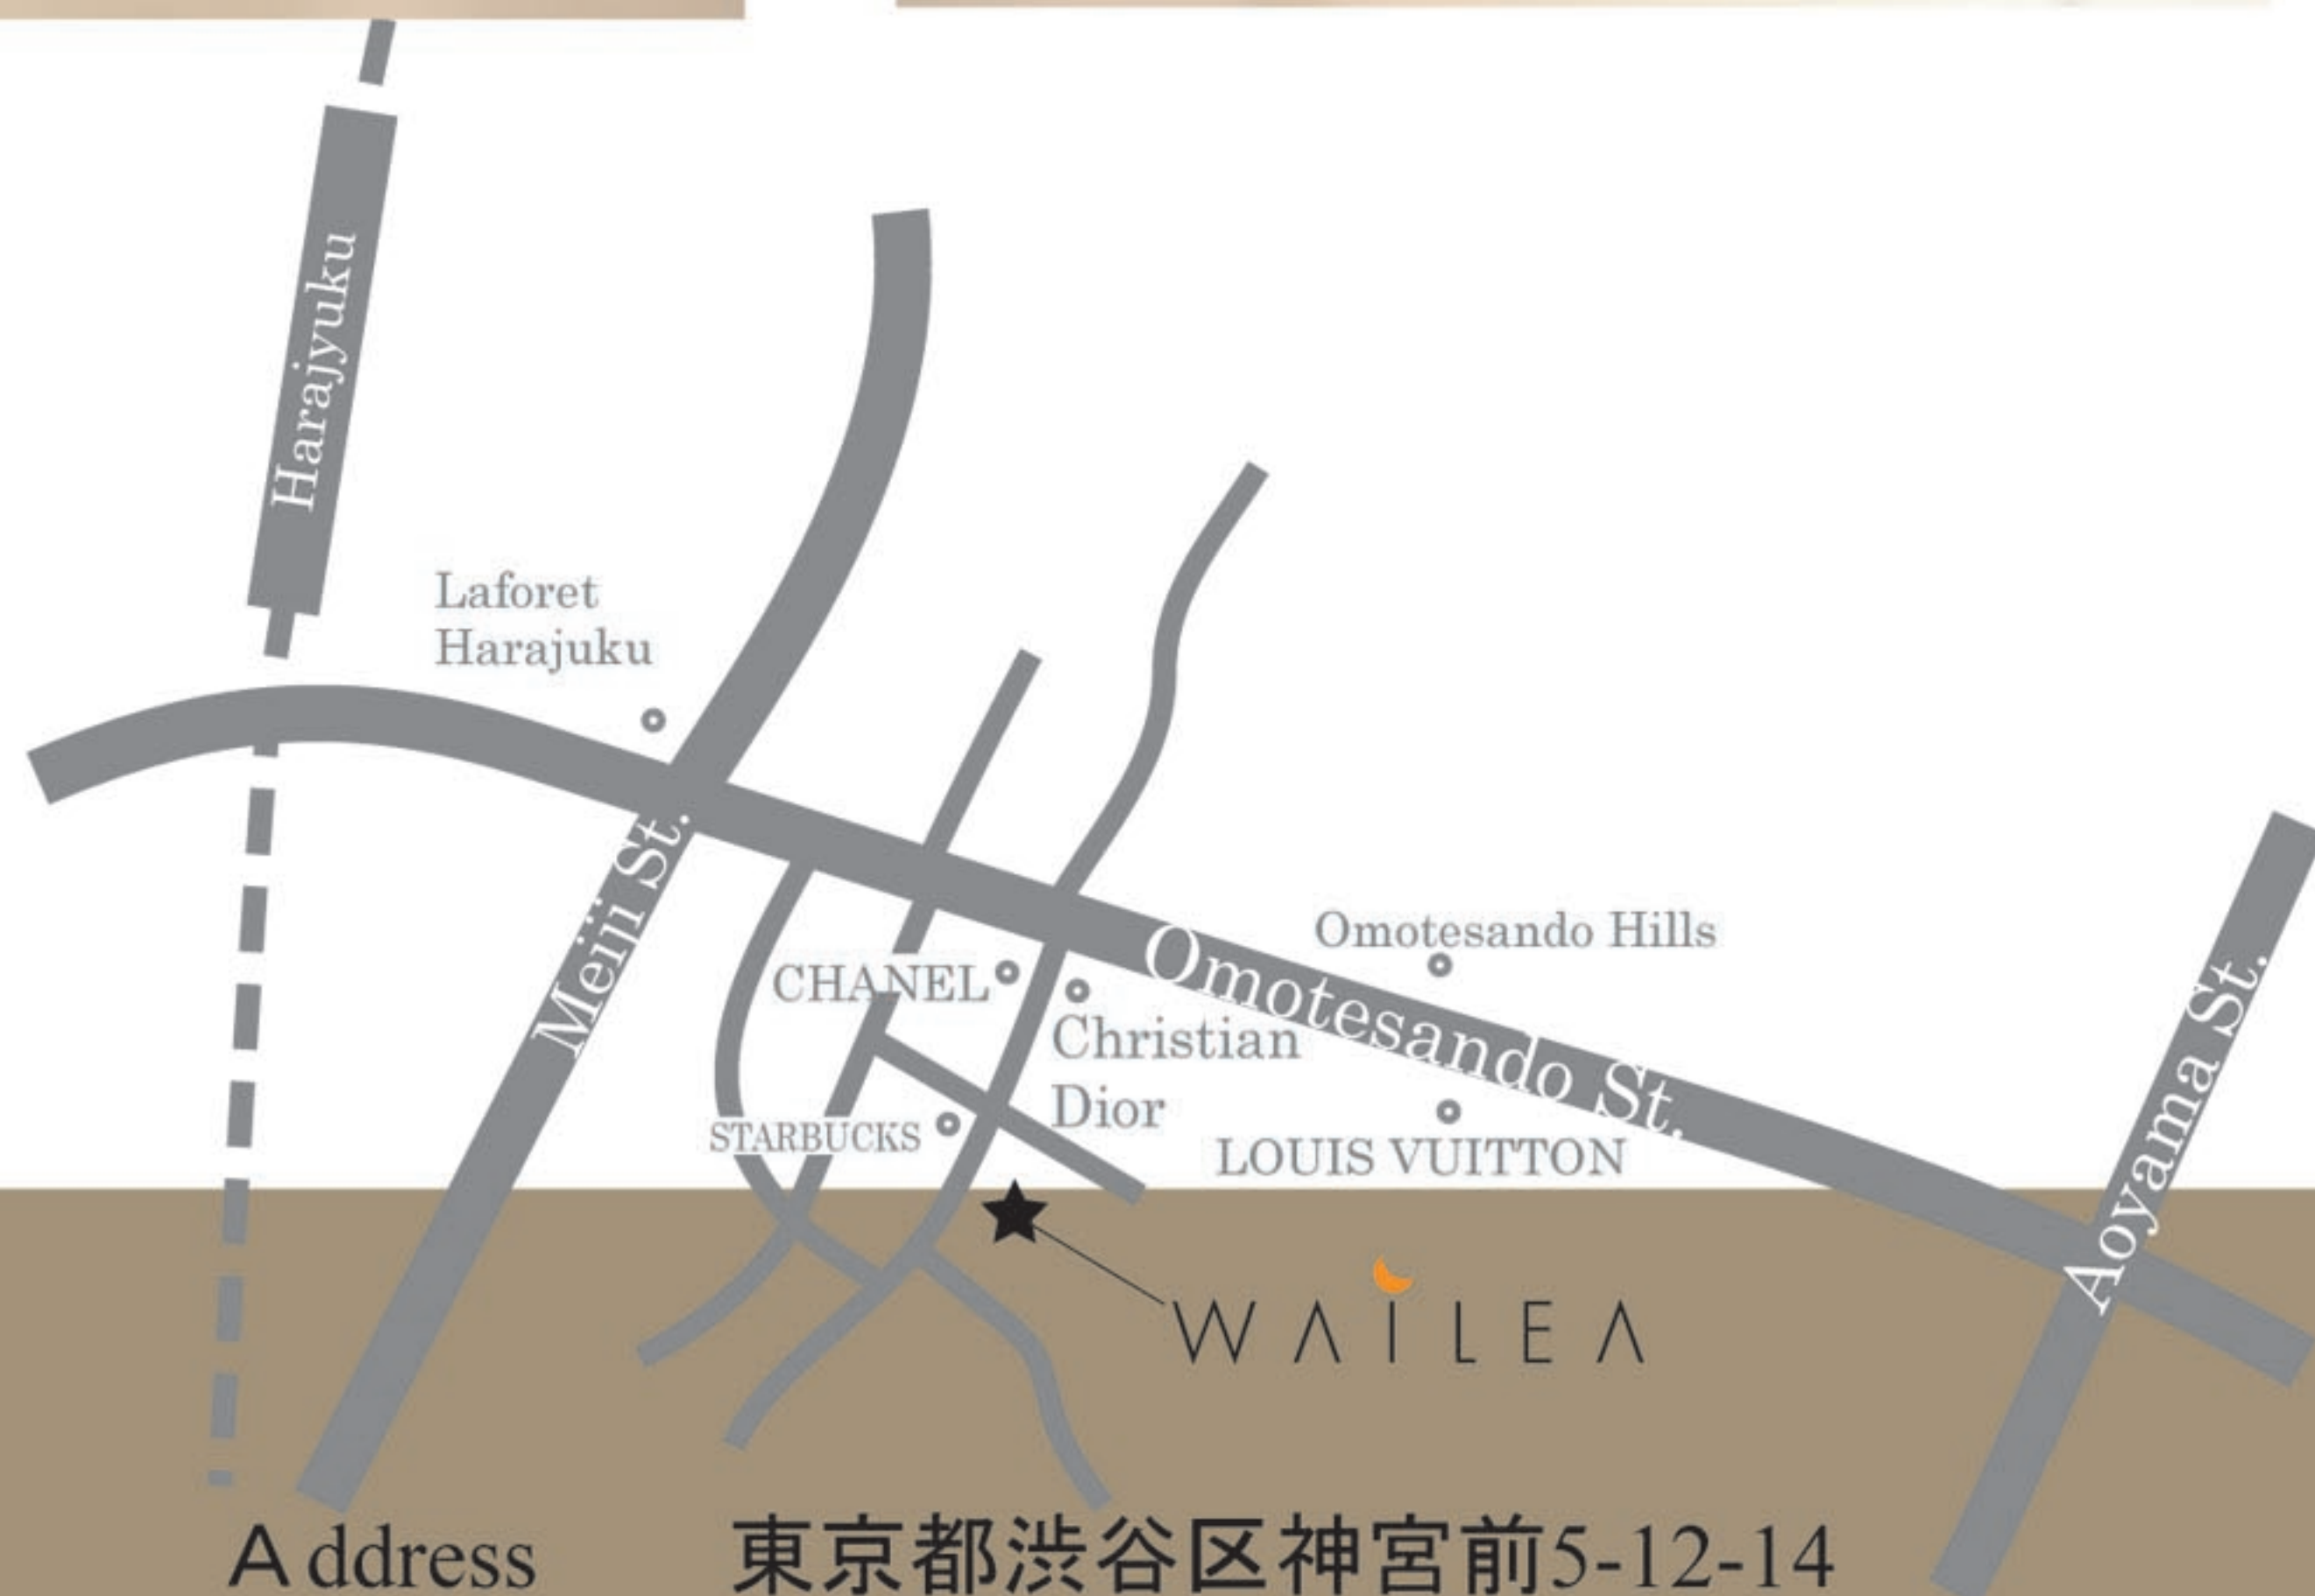 Harajyuku
Laforet
Harajuku
Meiji St.
Omotesando Hills
CHANEL
Omotesando St.
Christian
Dior
Aoyama St.
STARBUCKS
LOUIS VUITTON
WAILEA
Address 東京都渋谷区神宮前5-12-14